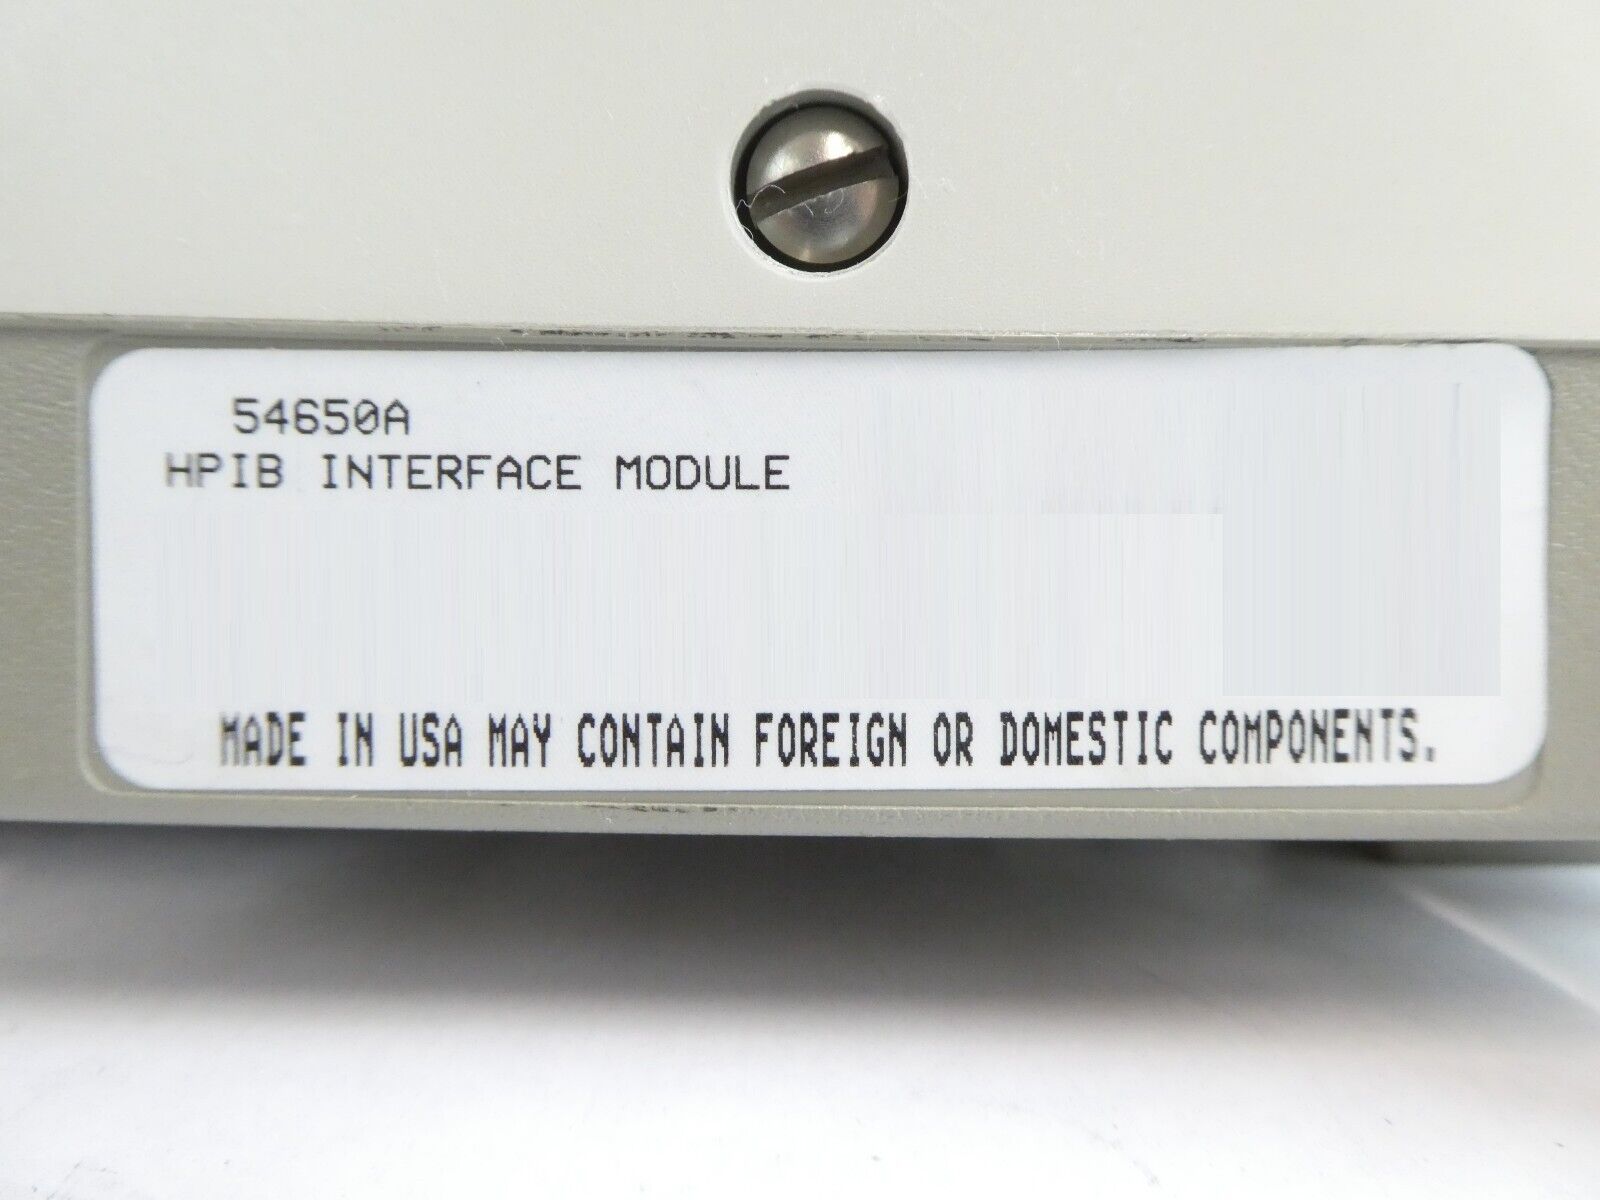 54650A
HPIB INTERFACE MODULE
MADE IN USA MAY CONTAIN FOREIGN OR DOMESTIC COMPONENTS.